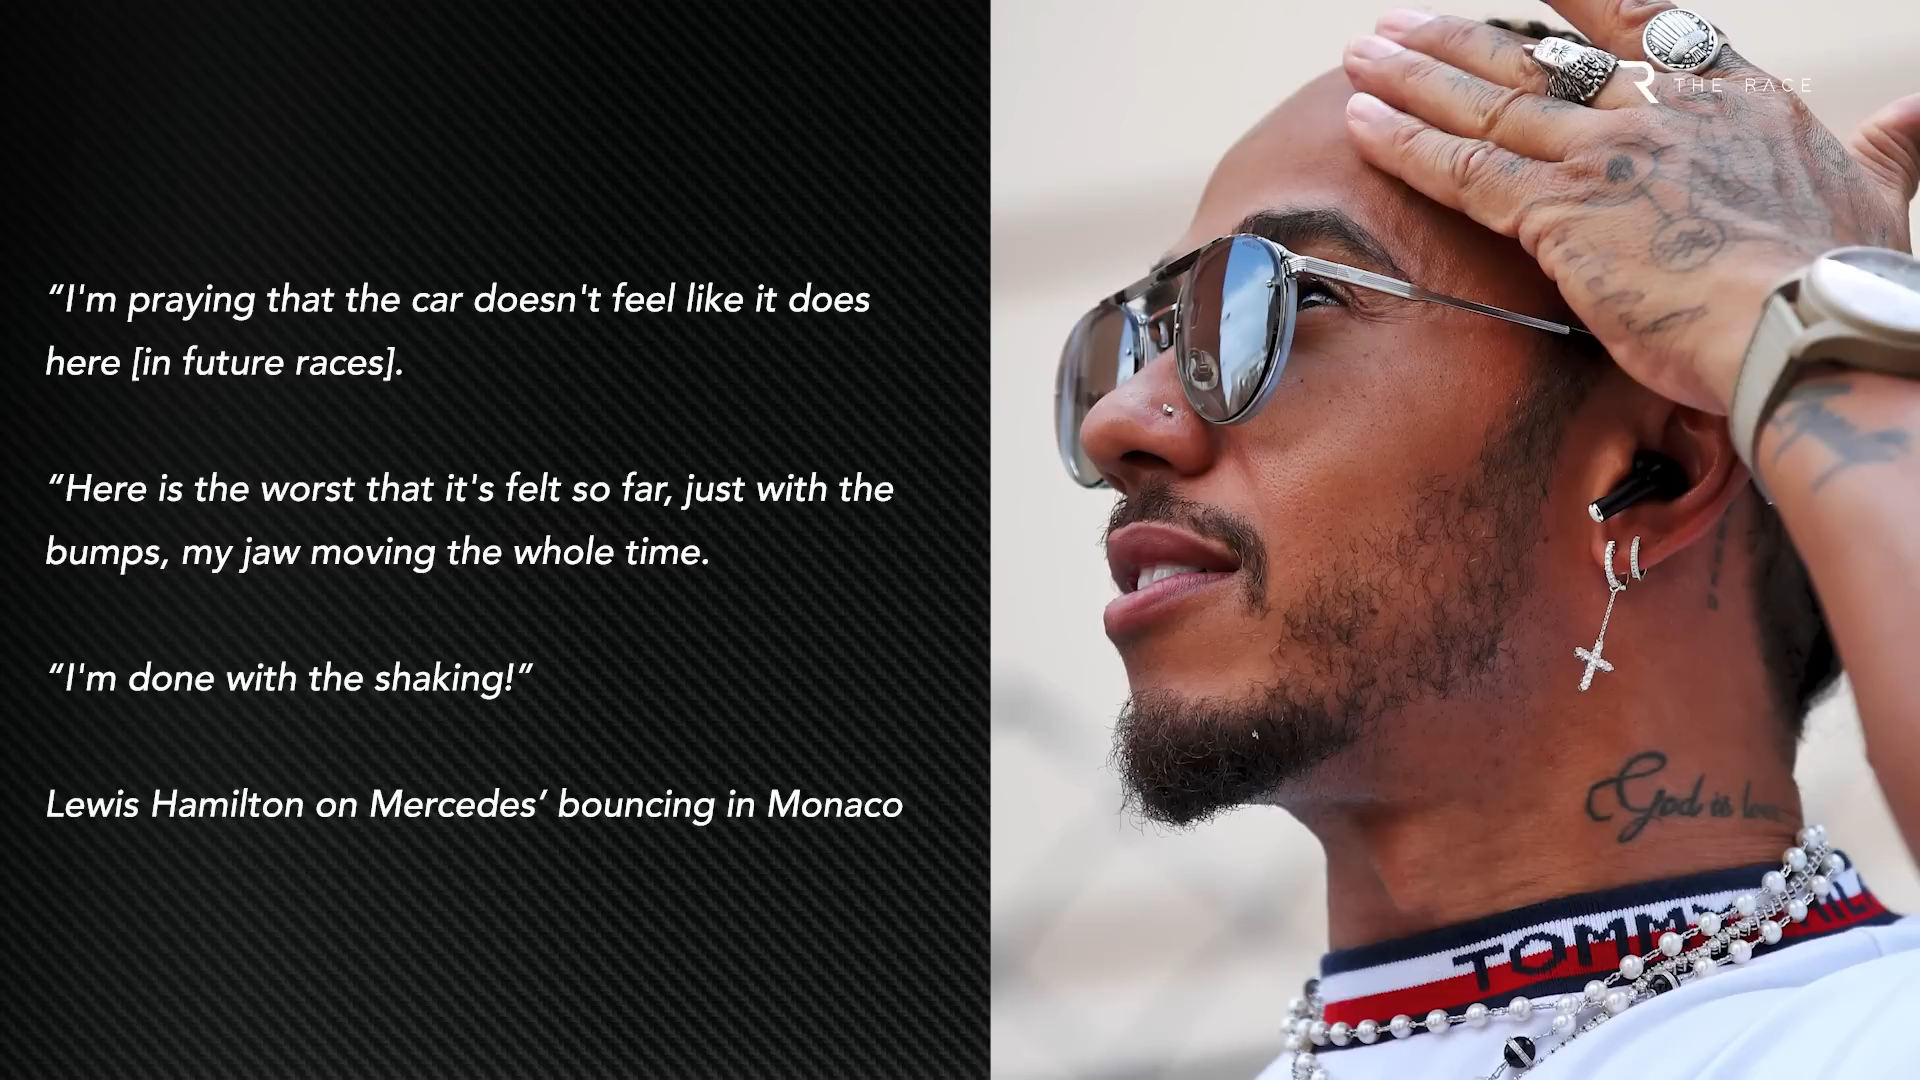 “I'm praying that the car doesn't feel like it does
here [in future races].
“Here is the worst that it's felt so far, just with the
bumps, my jaw moving the whole time.
“I'm done with the shaking!”
Lewis Hamilton on Mercedes’ bouncing in Monaco
R THE RACE
God is
TOMMY